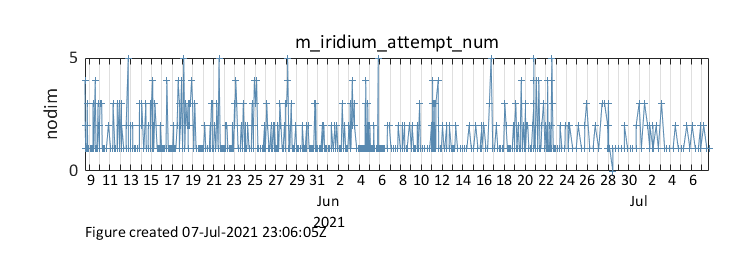 m_iridium_attempt_num
5
nodim
0
9 11 13 15 17 19 21 23 25 27 29 31 2 4 6 8 10 12 14 16 18 20 22 24 26 28 30 2 4 6
Jun Jul
2021
Figure created 07-Jul-2021 23:06:05Z